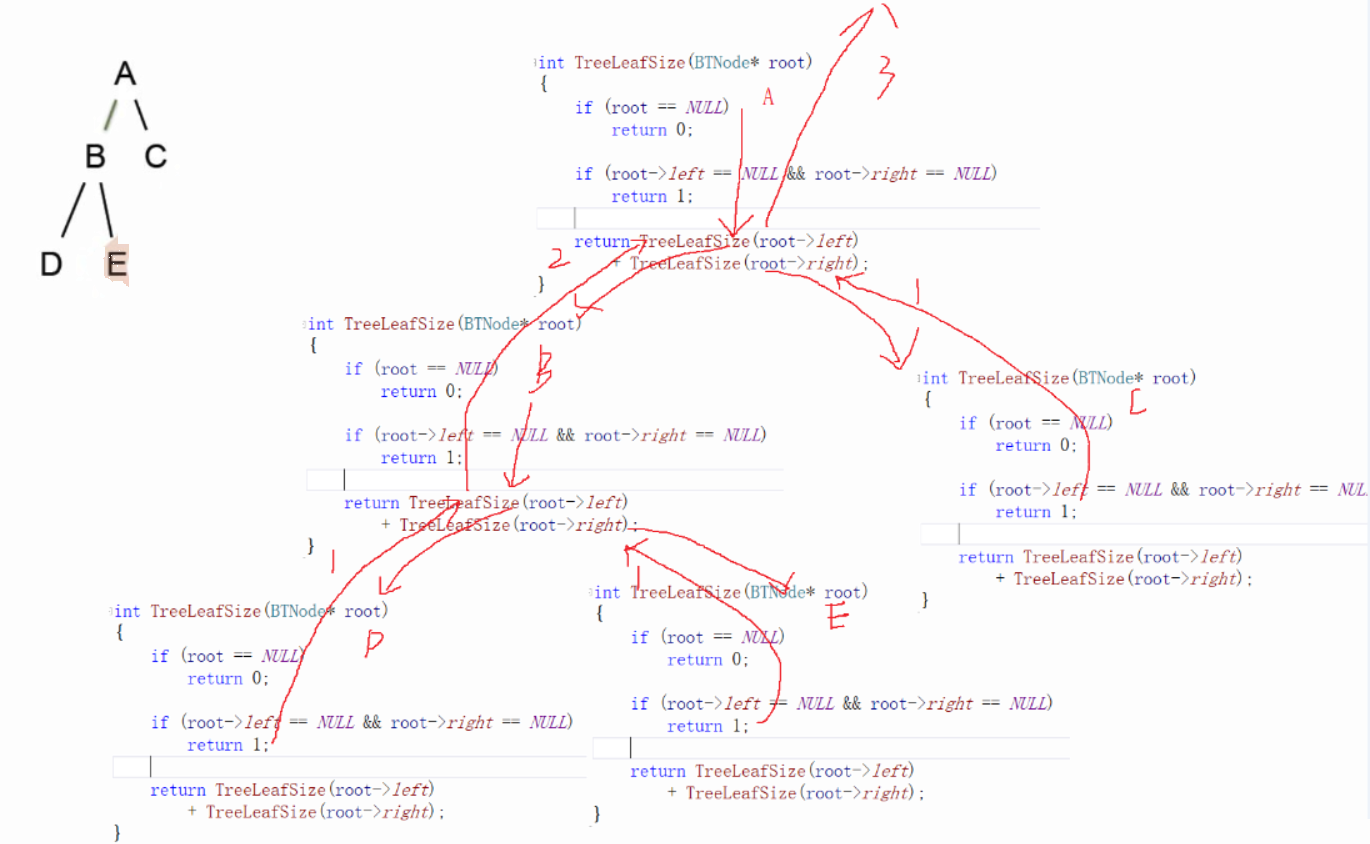 A
B C
D E
int TreeLeafSize(BTNode* root)
{
if (root == NULL)
return 0;
if (root->left == NULL && root->right == NULL)
return 1;
return TreeLeafSize(root->left)
+ TreeLeafSize(root->right);
}
A
3
2
1
int TreeLeafSize(BTNode* root)
{
if (root == NULL)
return 0;
if (root->left == NULL && root->right == NULL)
return 1;
return TreeLeafSize(root->left)
+ TreeLeafSize(root->right);
}
B
1
1
int TreeLeafSize(BTNode* root)
{
if (root == NULL)
return 0;
if (root->left == NULL && root->right == NUL
return 1;
return TreeLeafSize(root->left)
+ TreeLeafSize(root->right);
}
C
int TreeLeafSize(BTNode* root)
{
if (root == NULL)
return 0;
if (root->left == NULL && root->right == NULL)
return 1;
return TreeLeafSize(root->left)
+ TreeLeafSize(root->right);
}
D
int TreeLeafSize(BTNode* root)
{
if (root == NULL)
return 0;
if (root->left == NULL && root->right == NULL)
return 1;
return TreeLeafSize(root->left)
+ TreeLeafSize(root->right);
}
E